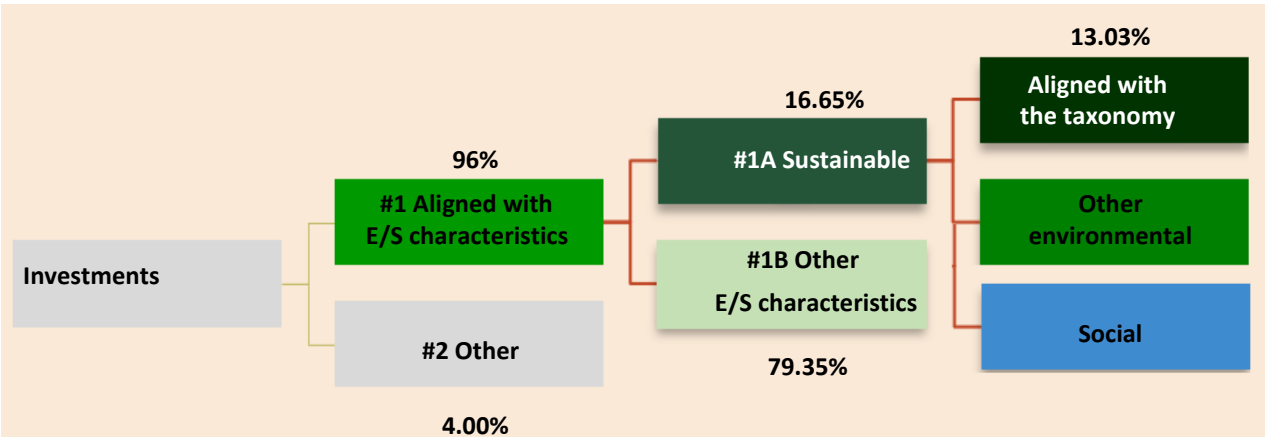 13.03%
Aligned with
the taxonomy
16.65%
#1A Sustainable
96%
#1 Aligned with
E/S characteristics
Other
environmental
Investments
#1B Other
E/S characteristics
#2 Other
Social
79.35%
4.00%